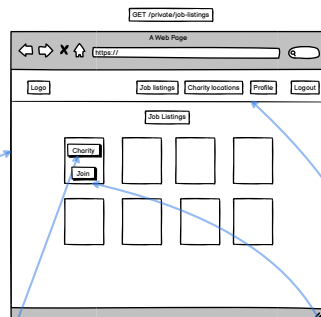 GET /private/job-listings
A Web Page
https://
Logo
Job listings
Charity locations
Profile
Logout
Job Listings
Charity
Join